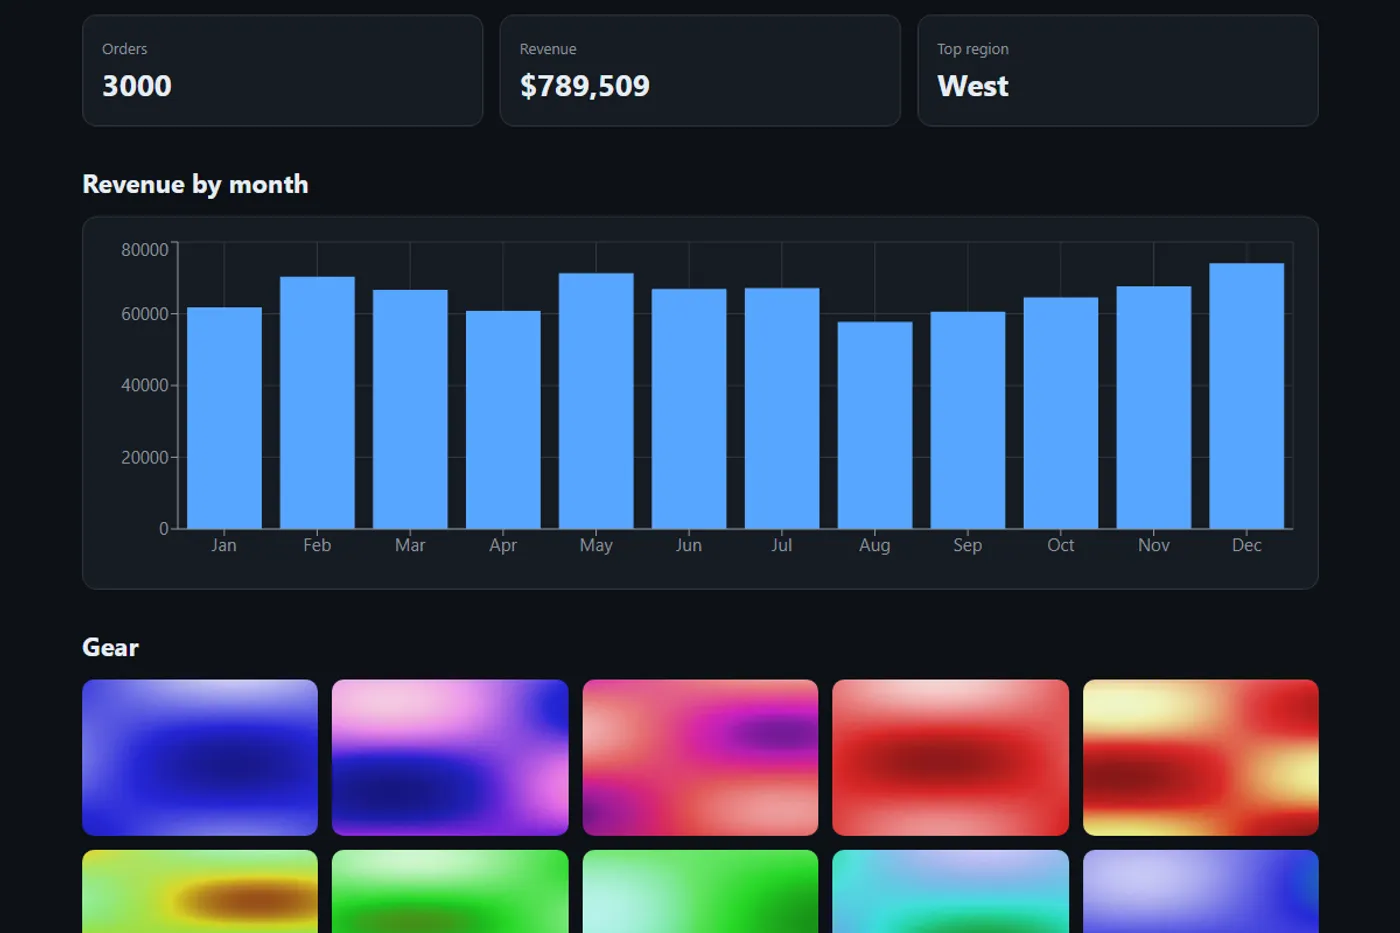 Orders
3000
Revenue
$789,509
Top region
West
Revenue by month
80000
60000
40000
20000
0
Jan Feb Mar Apr May Jun Jul Aug Sep Oct Nov Dec
Gear